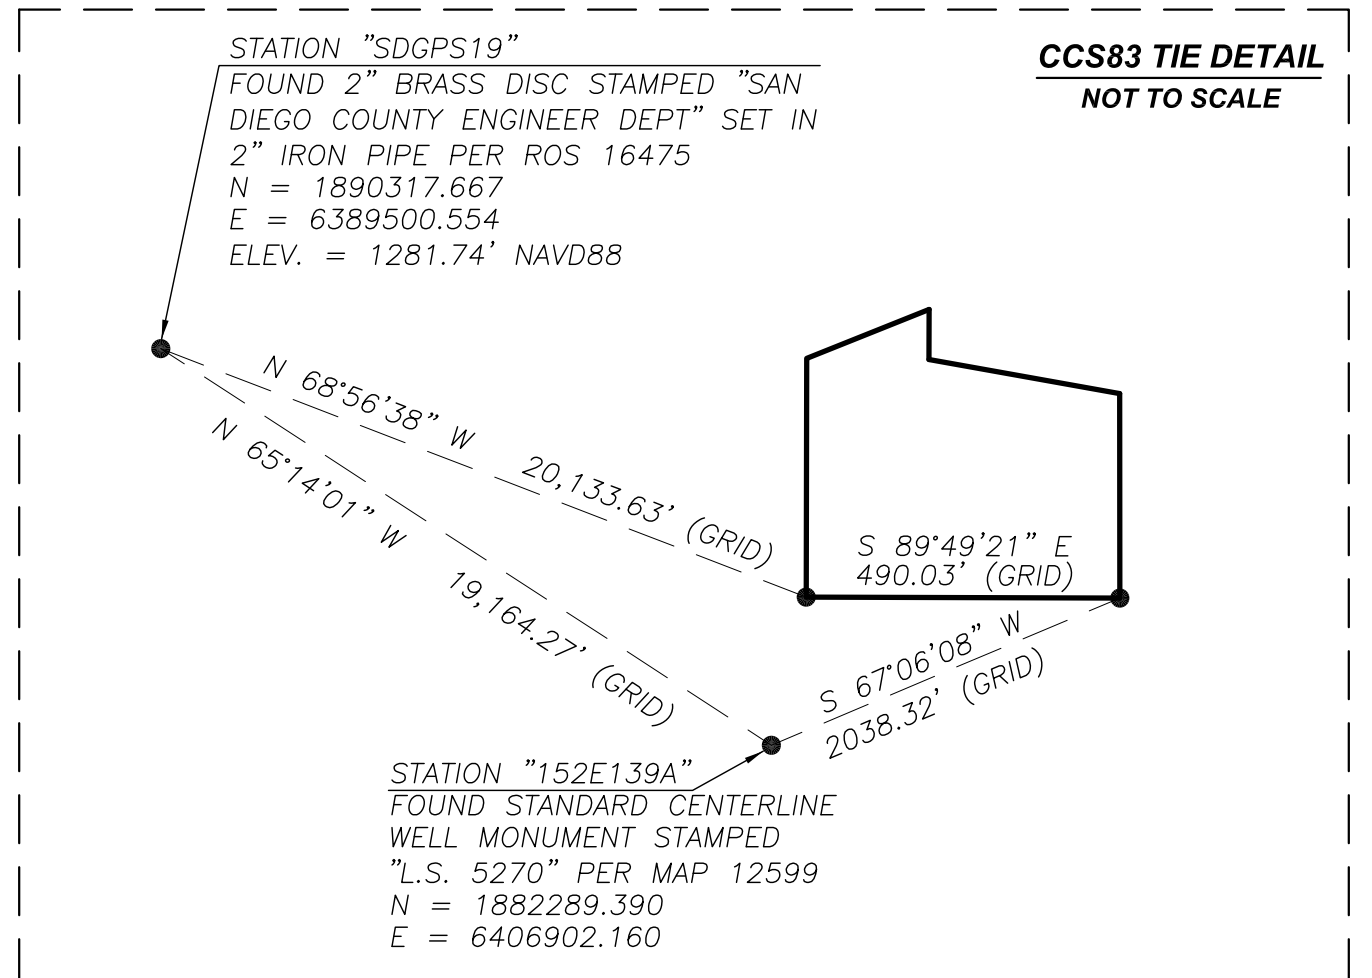 STATION "SDGPS19"
FOUND 2" BRASS DISC STAMPED "SAN
DIEGO COUNTY ENGINEER DEPT" SET IN
2" IRON PIPE PER ROS 16475
N = 1890317.667
E = 6389500.554
ELEV. = 1281.74' NAVD88
CCS83 TIE DETAIL
NOT TO SCALE
N 68°56'38" W 20,133.63' (GRID)
N 65°14'01" W 19,164.27' (GRID)
S 89°49'21" E
490.03' (GRID)
S 67°06'08" W
2038.32' (GRID)
STATION "152E139A"
FOUND STANDARD CENTERLINE
WELL MONUMENT STAMPED
"L.S. 5270" PER MAP 12599
N = 1882289.390
E = 6406902.160